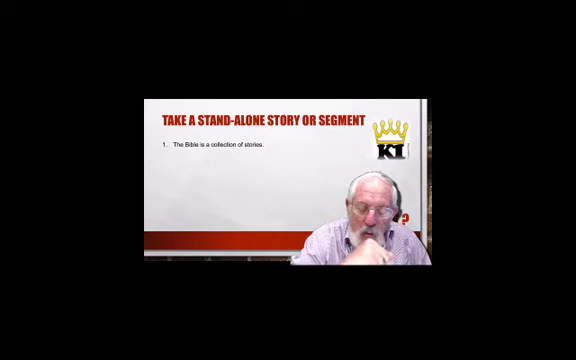 TAKE A STAND-ALONE STORY OR SEGMENT
1. The Bible is a collection of stories.
KI
?